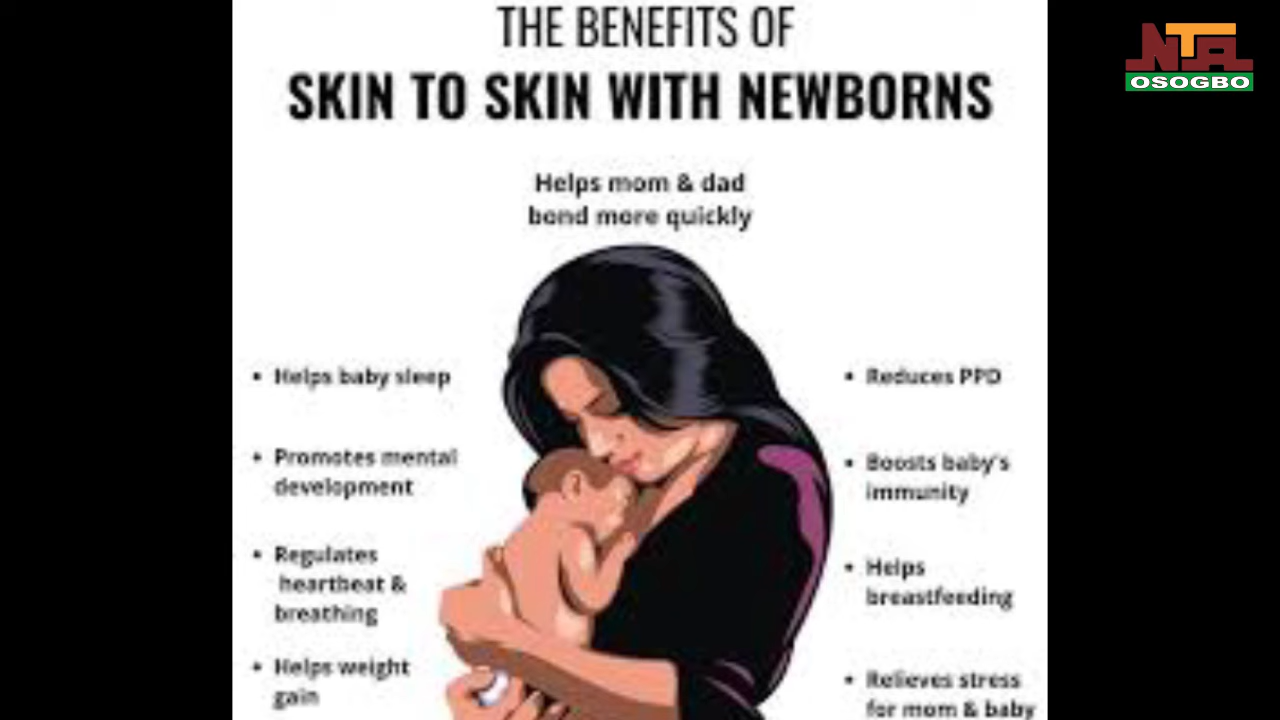 THE BENEFITS OF
SKIN TO SKIN WITH NEWBORNS
Helps mom & dad
bond more quickly
• Helps baby sleep
• Promotes mental
development
• Regulates
heartbeat &
breathing
• Helps weight
gain
• Reduces PPD
• Boosts baby's
immunity
• Helps
breastfeeding
• Relieves stress
for mom & baby
NTA
OSOGBO